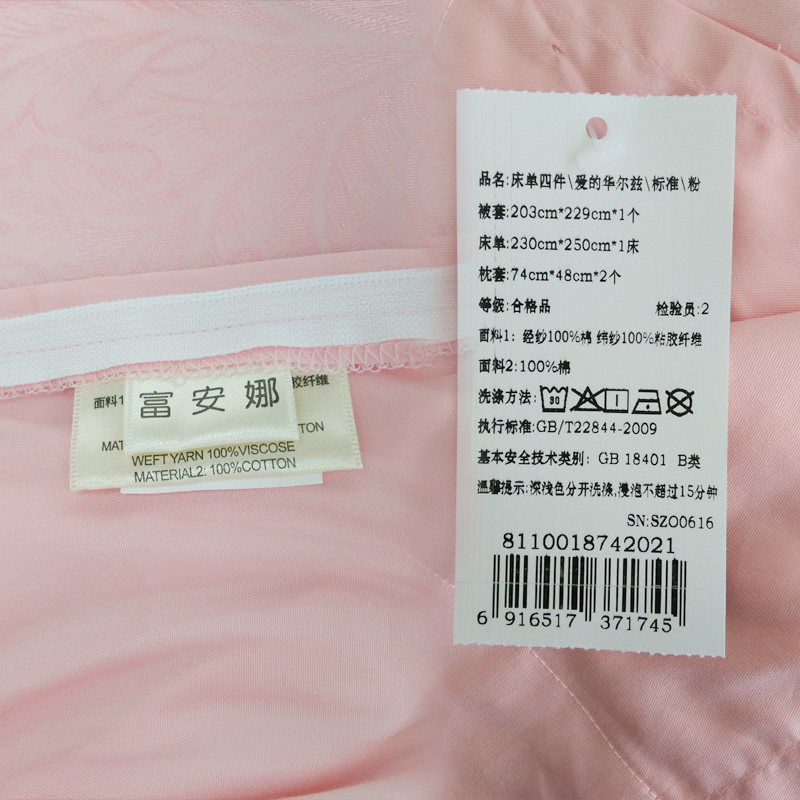 面料1
胶纤维
富安娜
MAT
TON
WEFT YARN 100%VISCOSE
MATERIAL2: 100%COTTON
品名:床单四件\爱的华尔兹\标准\粉
被套:203cm*229cm*1个
床单:230cm*250cm*1床
枕套:74cm*48cm*2个
等级:合格品 检验员:2
面料1: 经纱100%棉 纬纱100%粘胶纤维
面料2:100%棉
洗涤方法: 30
执行标准:GB/T22844-2009
基本安全技术类别: GB 18401 B类
温馨提示:深浅色分开洗涤,浸泡不超过15分钟
SN:SZO0616
8110018742021
6 916517 371745